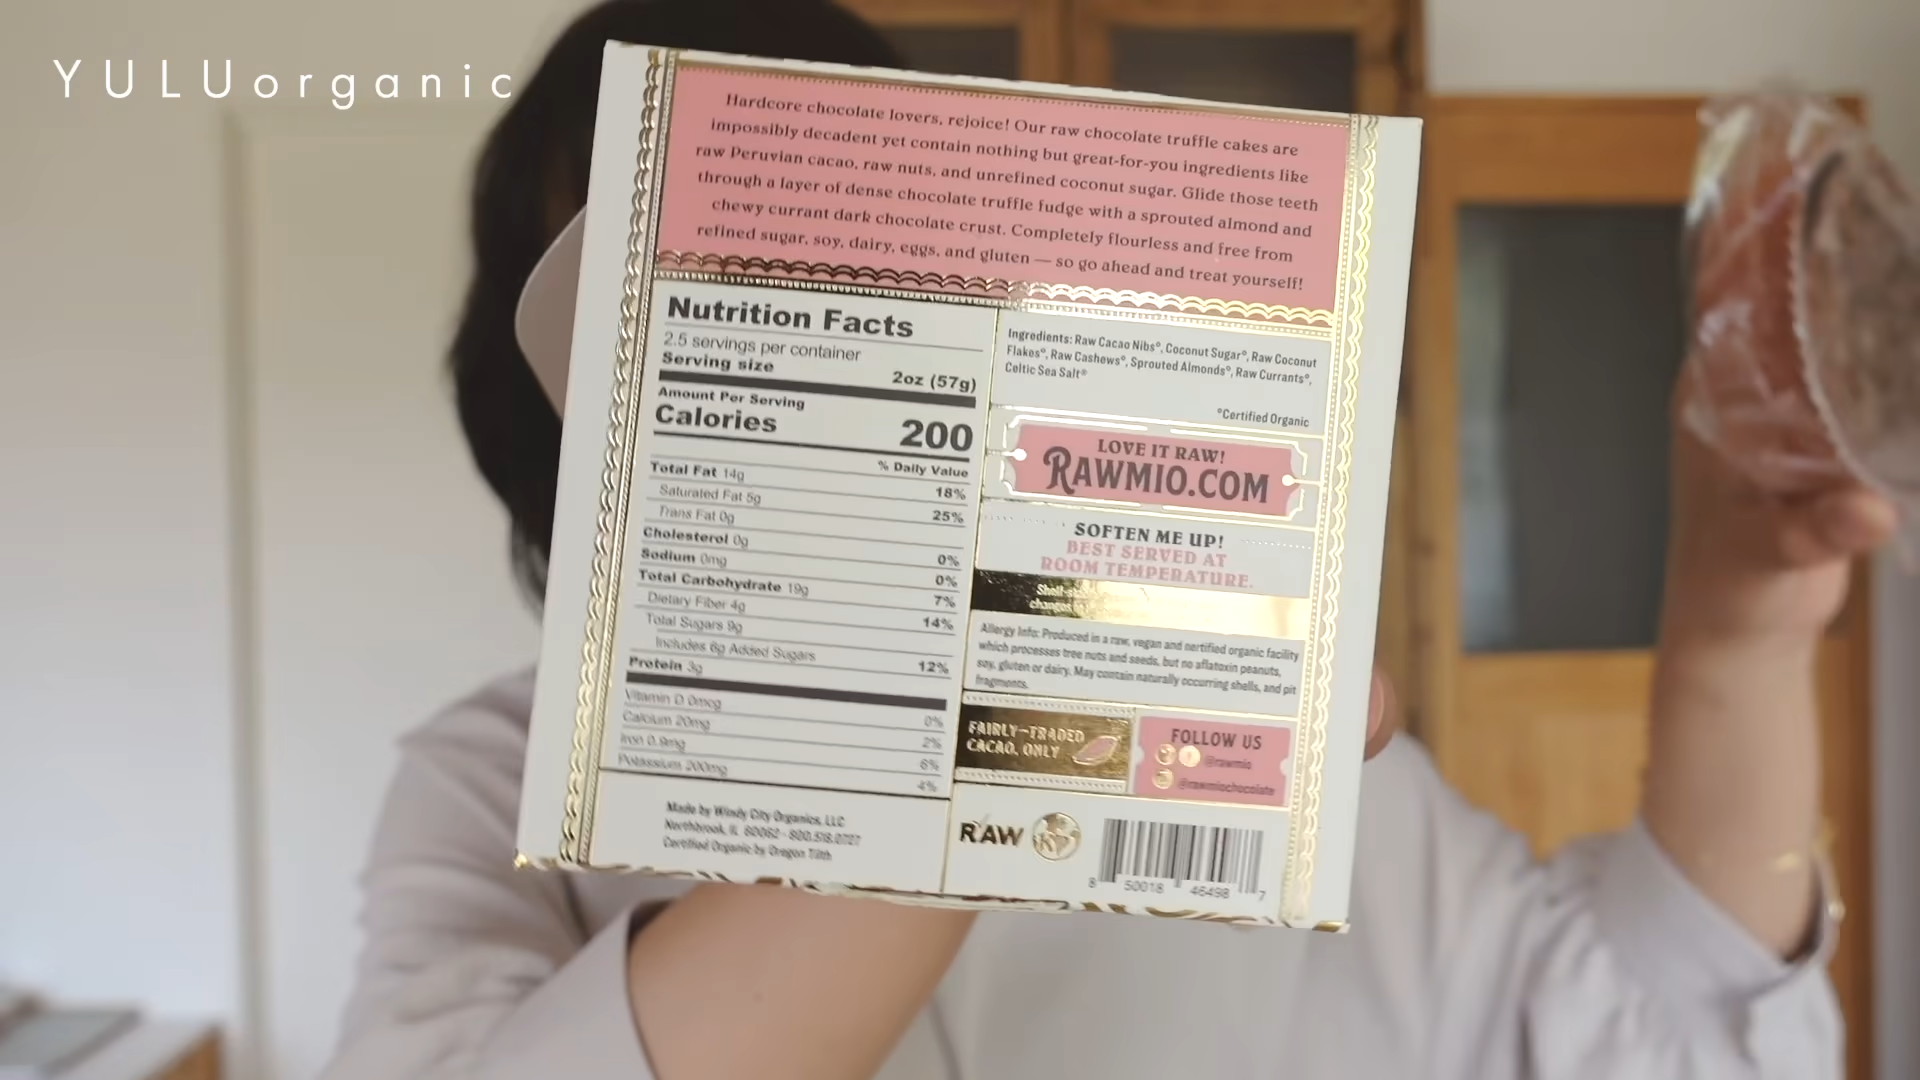 YULUorganic
Hardcore chocolate lovers, rejoice! Our raw chocolate truffle cakes are
impossibly decadent yet contain nothing but great-for-you ingredients like
raw Peruvian cacao, raw nuts, and unrefined coconut sugar. Glide those teeth
through a layer of dense chocolate truffle fudge with a sprouted almond and
chewy currant dark chocolate crust. Completely flourless and free from
refined sugar, soy, dairy, eggs, and gluten — so go ahead and treat yourself!
Nutrition Facts
2.5 servings per container
Serving size 2oz (57g)
Amount Per Serving
Calories 200
% Daily Value
Total Fat 14g 18%
Saturated Fat 5g 25%
Trans Fat 0g
Cholesterol 0g 0%
Sodium 0mg 0%
Total Carbohydrate 19g 7%
Dietary Fiber 4g 14%
Total Sugars 9g
Includes 6g Added Sugars 12%
Protein 3g
Vitamin D 0mcg 0%
Calcium 20mg 2%
Iron 0.9mg 6%
Potassium 200mg 4%
Made by Windy City Organics, LLC
Northbrook, IL 60062 - 800.518.0727
Certified Organic by Oregon Tilth
Ingredients: Raw Cacao Nibs°, Coconut Sugar°, Raw Coconut
Flakes°, Raw Cashews°, Sprouted Almonds°, Raw Currants°,
Celtic Sea Salt®
°Certified Organic
LOVE IT RAW!
RAWMIO.COM
SOFTEN ME UP!
BEST SERVED AT
ROOM TEMPERATURE.
changes
Allergy Info: Produced in a raw, vegan and certified organic facility
which processes tree nuts and seeds, but no aflatoxin peanuts,
soy, gluten or dairy. May contain naturally occurring shells, and pit
fragments.
FAIRLY-TRADED
CACAO, ONLY
FOLLOW US
@rawmio
@rawmiochocolate
RAW
8 50018 46498 7